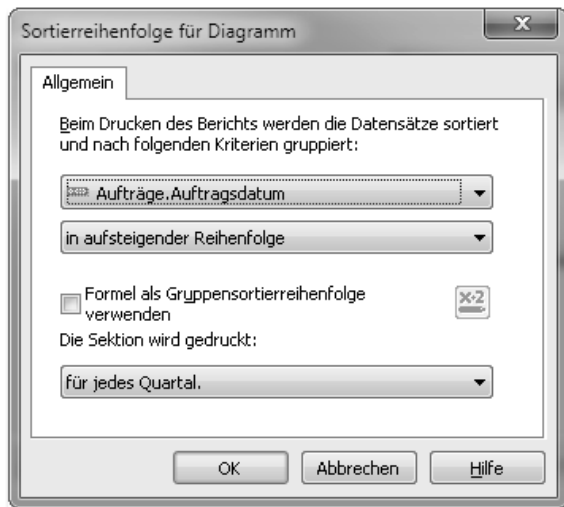 Sortierreihenfolge für Diagramm
Allgemein
Beim Drucken des Berichts werden die Datensätze sortiert
und nach folgenden Kriterien gruppiert:
Aufträge.Auftragsdatum
in aufsteigender Reihenfolge
Formel als Gruppensortierreihenfolge
verwenden
X+2
Die Sektion wird gedruckt:
für jedes Quartal.
OK Abbrechen Hilfe